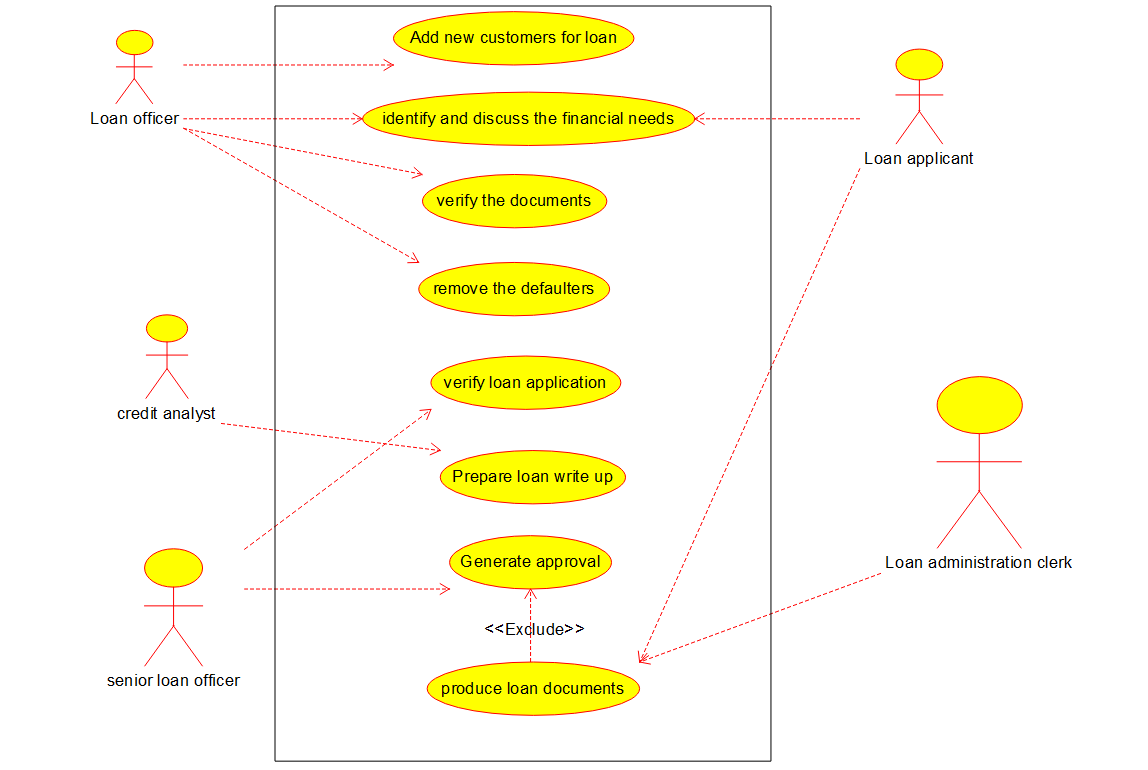 Add new customers for loan
Loan officer
identify and discuss the financial needs
Loan applicant
verify the documents
remove the defaulters
verify loan application
credit analyst
Prepare loan write up
Generate approval
Loan administration clerk
<<Exclude>>
senior loan officer
produce loan documents